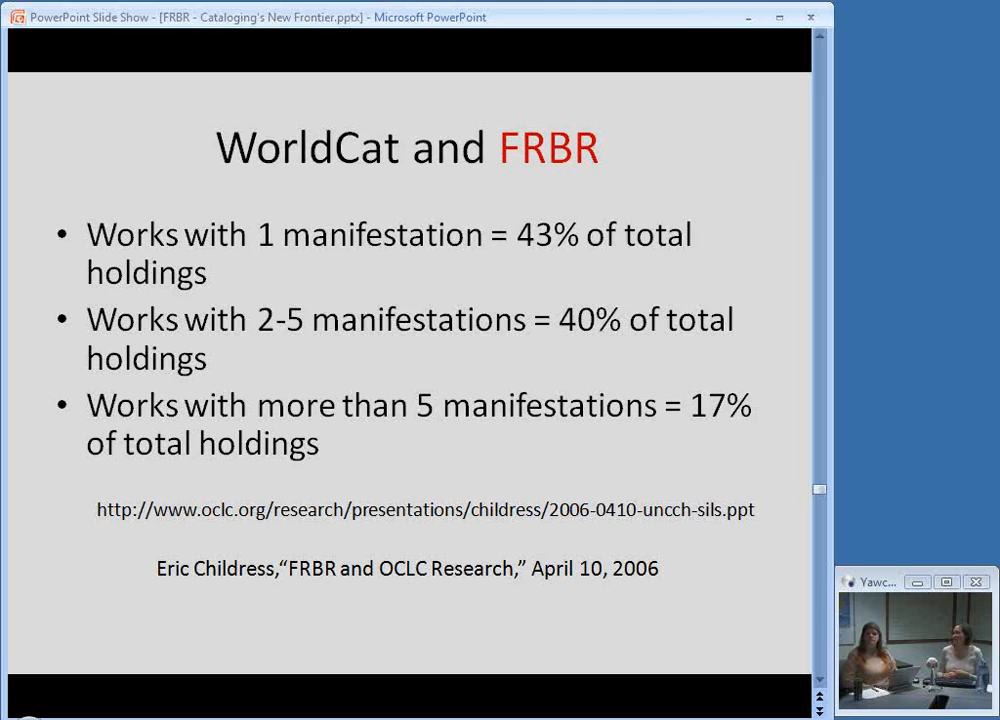 PowerPoint Slide Show - [FRBR - Cataloging's New Frontier.pptx] - Microsoft PowerPoint
WorldCat and FRBR
• Works with 1 manifestation = 43% of total
holdings
• Works with 2-5 manifestations = 40% of total
holdings
• Works with more than 5 manifestations = 17%
of total holdings
http://www.oclc.org/research/presentations/childress/2006-0410-uncch-sils.ppt
Eric Childress,“FRBR and OCLC Research,” April 10, 2006
Yawc...